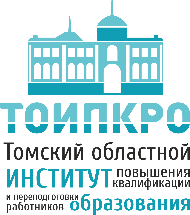 ТОИПКРО
Томский областной
ИНСТИТУТ повышения квалификации
и переподготовки работников образования